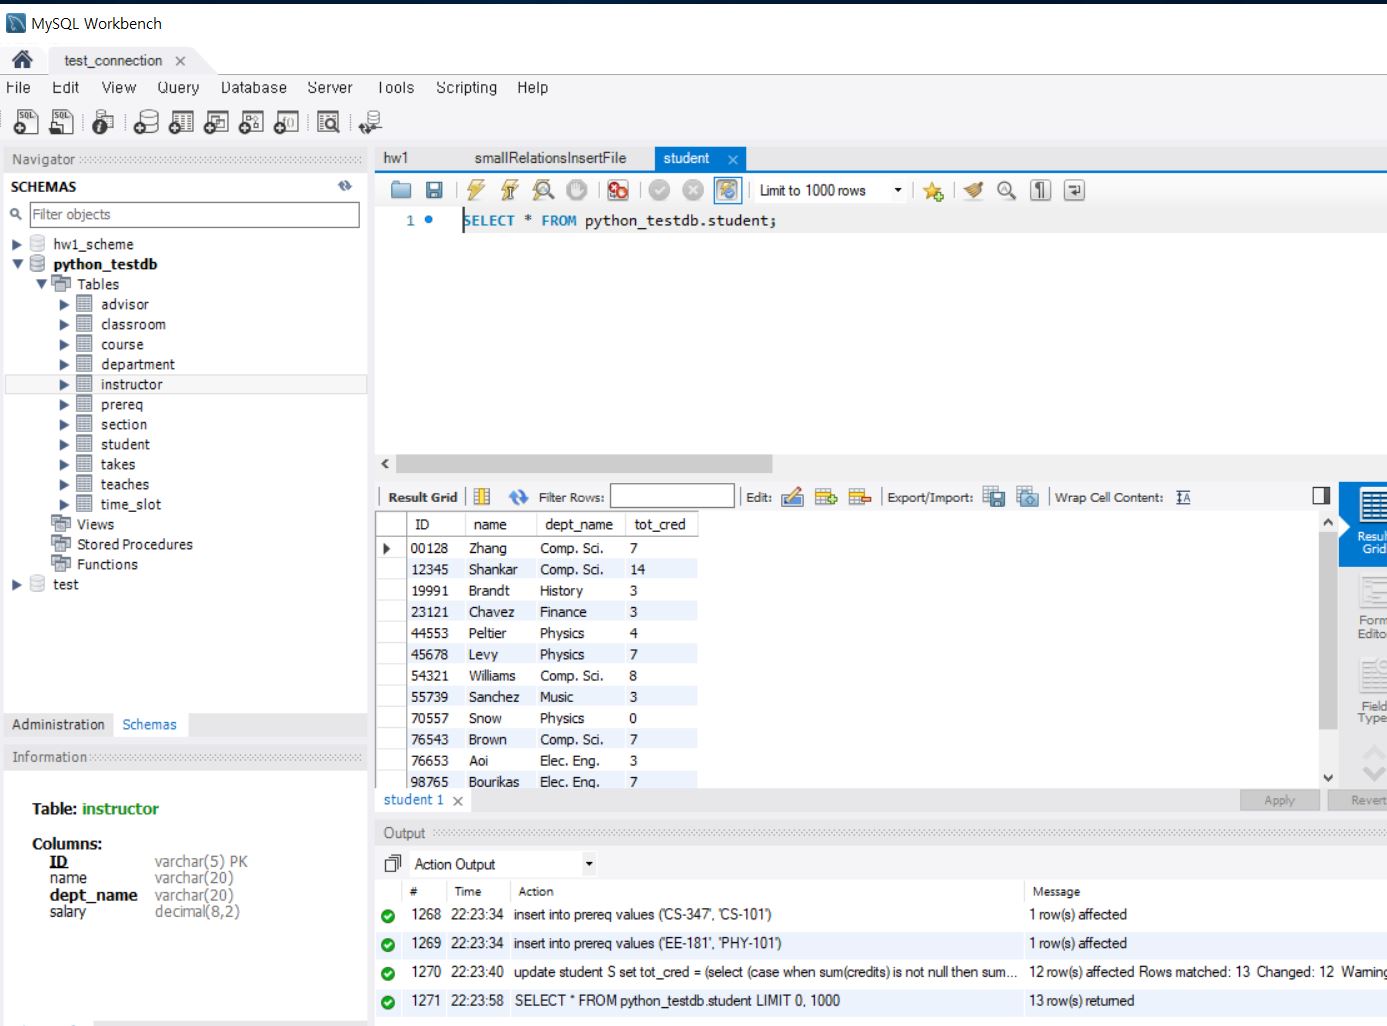 MySQL Workbench
test_connection
File Edit View Query Database Server Tools Scripting Help
Navigator
SCHEMAS
Filter objects
hw1_scheme
python_testdb
Tables
advisor
classroom
course
department
instructor
prereq
section
student
takes
teaches
time_slot
Views
Stored Procedures
Functions
test
Administration Schemas
Information
Table: instructor
Columns:
ID varchar(5) PK
name varchar(20)
dept_name varchar(20)
salary decimal(8,2)
hw1 smallRelationsInsertFile student
Limit to 1000 rows
1 SELECT * FROM python_testdb.student;
Result Grid Filter Rows: Edit: Export/Import: Wrap Cell Content:
ID name dept_name tot_cred
00128 Zhang Comp. Sci. 7
12345 Shankar Comp. Sci. 14
19991 Brandt History 3
23121 Chavez Finance 3
44553 Peltier Physics 4
45678 Levy Physics 7
54321 Williams Comp. Sci. 8
55739 Sanchez Music 3
70557 Snow Physics 0
76543 Brown Comp. Sci. 7
76653 Aoi Elec. Eng. 3
98765 Bourikas Elec. Eng. 7
Result
Grid
Form
Editor
Field
Types
student 1
Apply Revert
Output
Action Output
# Time Action Message
1268 22:23:34 insert into prereq values ('CS-347', 'CS-101') 1 row(s) affected
1269 22:23:34 insert into prereq values ('EE-181', 'PHY-101') 1 row(s) affected
1270 22:23:40 update student S set tot_cred = (select (case when sum(credits) is not null then sum... 12 row(s) affected Rows matched: 13 Changed: 12 Warning
1271 22:23:58 SELECT * FROM python_testdb.student LIMIT 0, 1000 13 row(s) returned